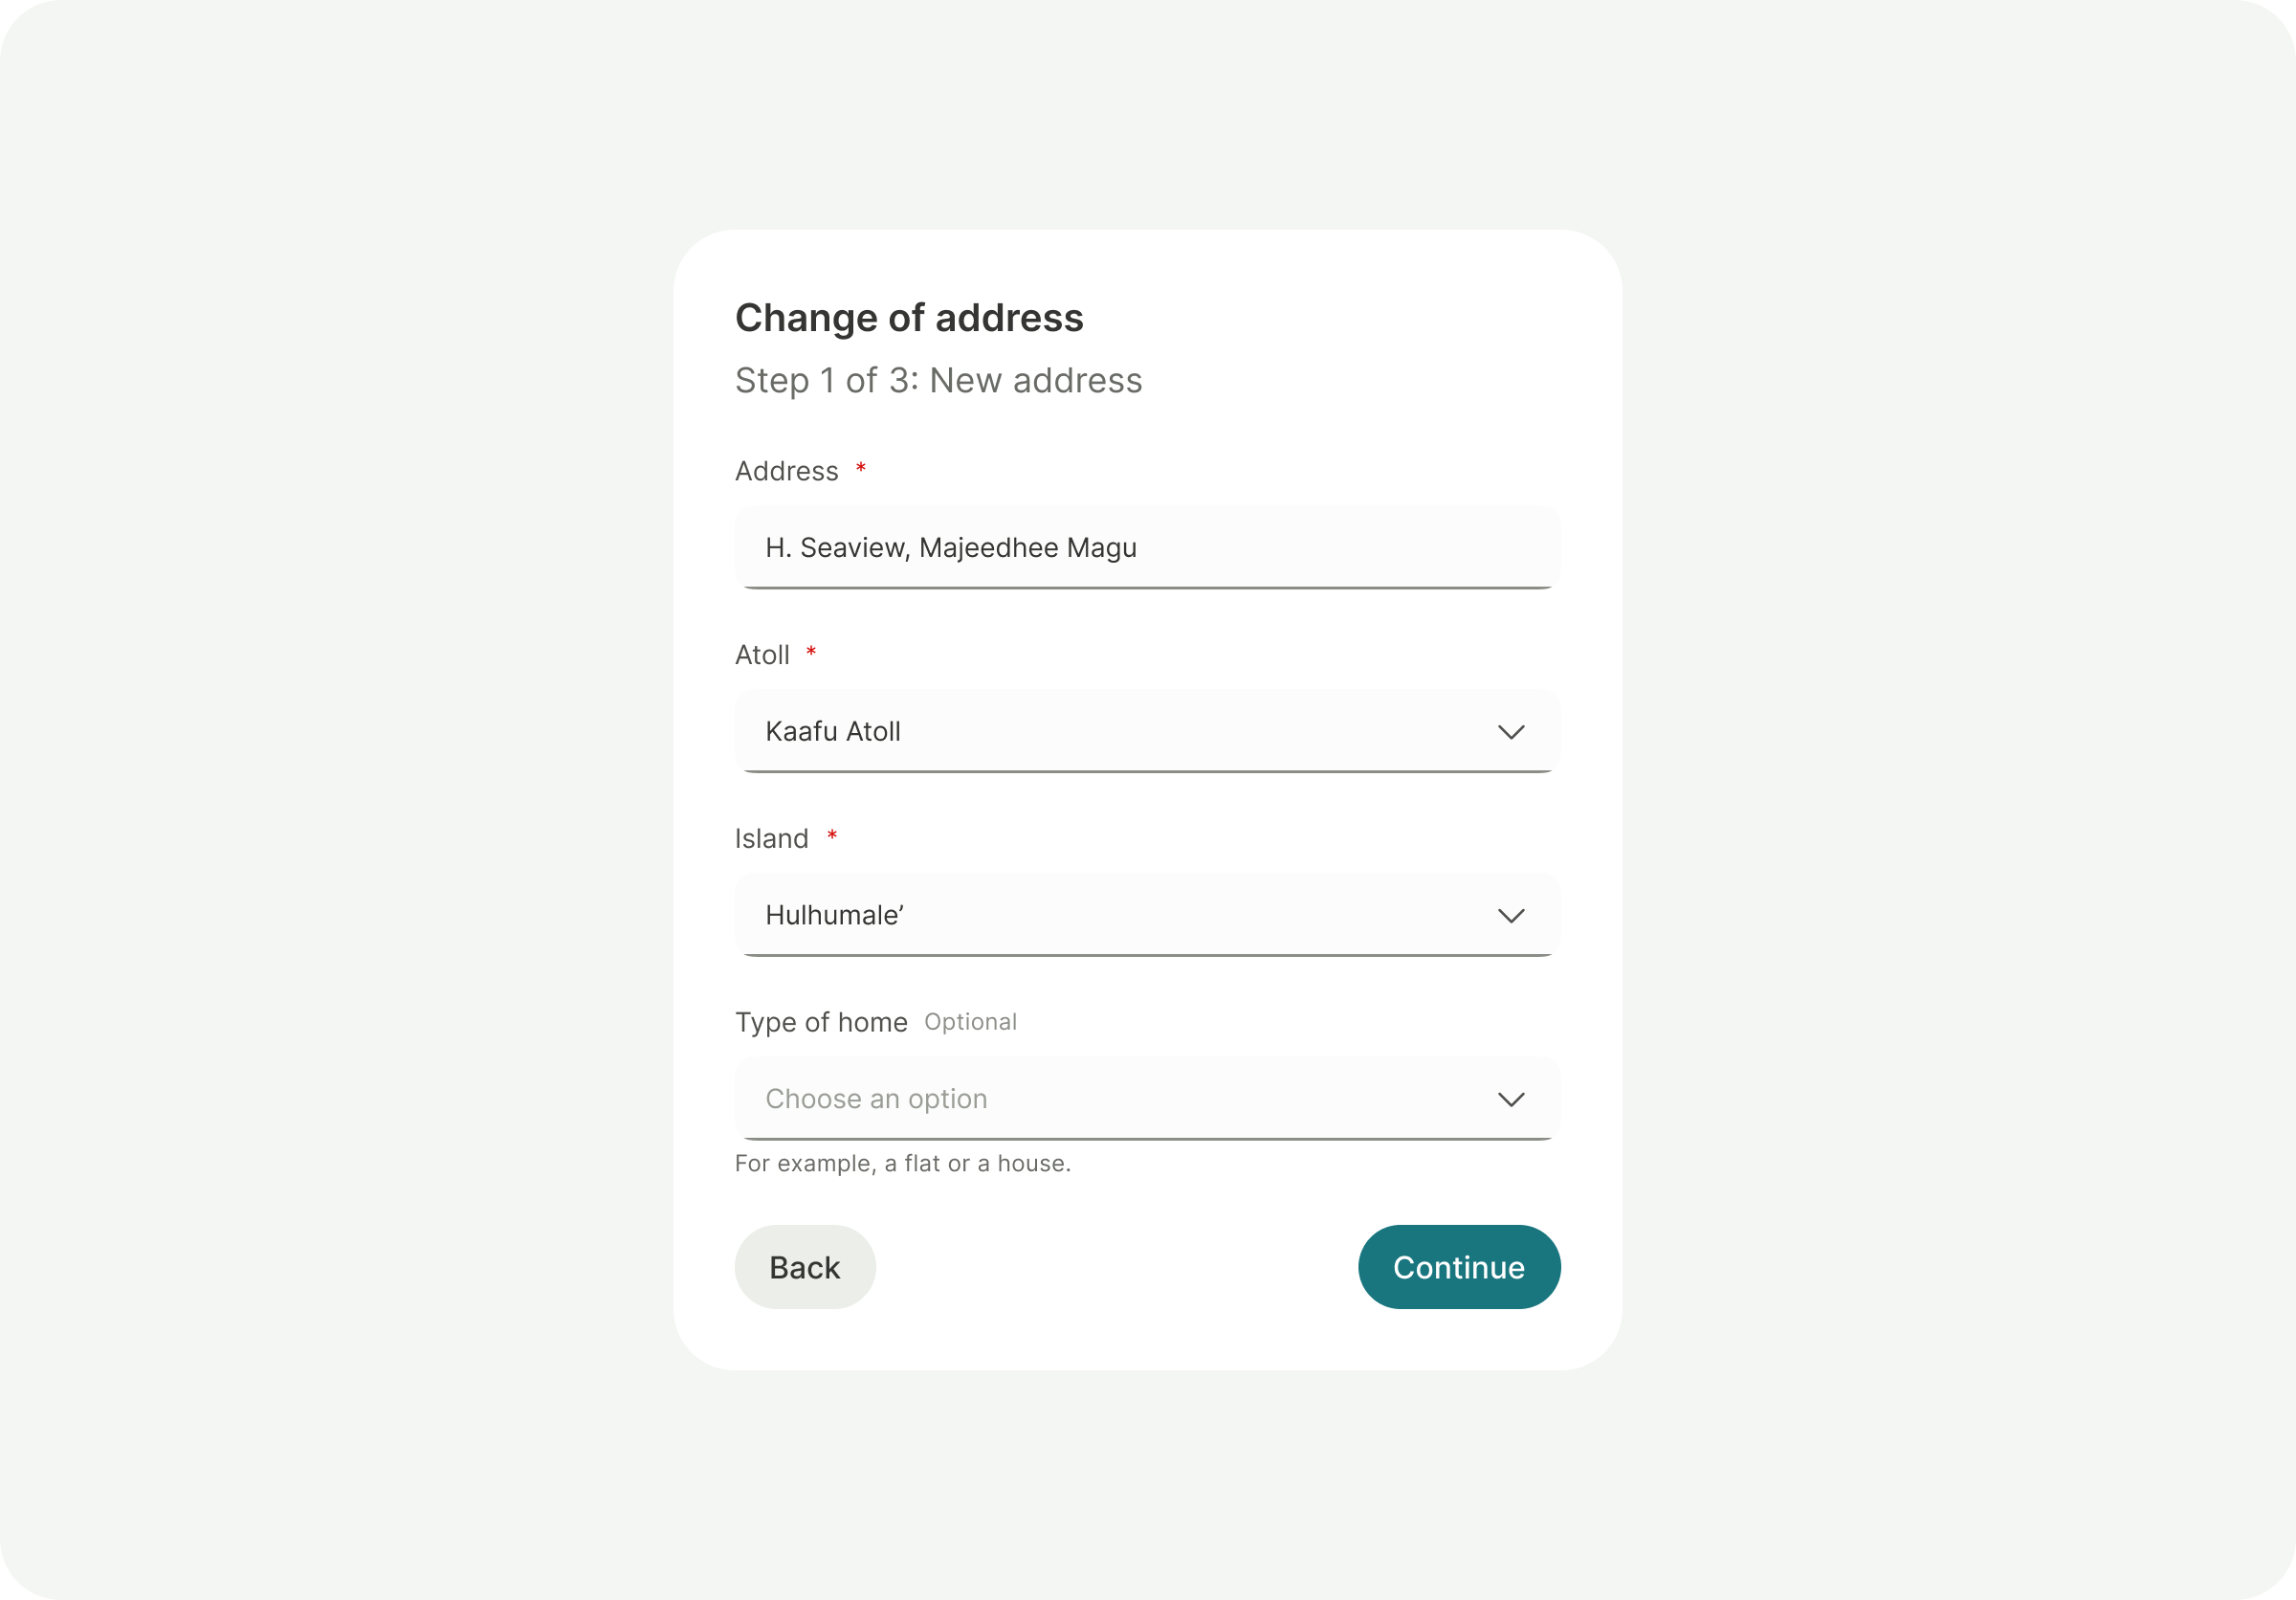 Change of address
Step 1 of 3: New address
Address *
H. Seaview, Majeedhee Magu
Atoll *
Kaafu Atoll
Island *
Hulhumale’
Type of home Optional
Choose an option
For example, a flat or a house.
Back
Continue